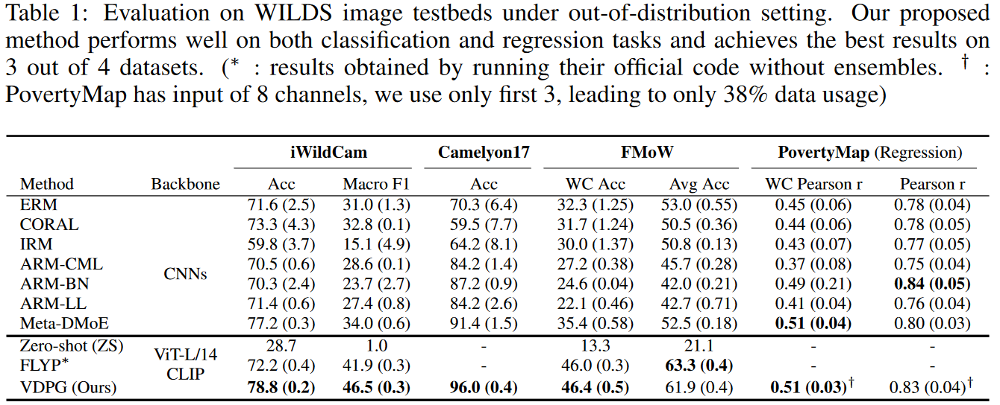 Table 1: Evaluation on WILDS image testbeds under out-of-distribution setting. Our proposed
method performs well on both classification and regression tasks and achieves the best results on
3 out of 4 datasets. (* : results obtained by running their official code without ensembles. † :
PovertyMap has input of 8 channels, we use only first 3, leading to only 38% data usage)
iWildCam Camelyon17 FMoW PovertyMap (Regression)
Method Backbone Acc Macro F1 Acc WC Acc Avg Acc WC Pearson r Pearson r
ERM 71.6 (2.5) 31.0 (1.3) 70.3 (6.4) 32.3 (1.25) 53.0 (0.55) 0.45 (0.06) 0.78 (0.04)
CORAL 73.3 (4.3) 32.8 (0.1) 59.5 (7.7) 31.7 (1.24) 50.5 (0.36) 0.44 (0.06) 0.78 (0.05)
IRM 59.8 (3.7) 15.1 (4.9) 64.2 (8.1) 30.0 (1.37) 50.8 (0.13) 0.43 (0.07) 0.77 (0.05)
ARM-CML CNNs 70.5 (0.6) 28.6 (0.1) 84.2 (1.4) 27.2 (0.38) 45.7 (0.28) 0.37 (0.08) 0.75 (0.04)
ARM-BN 70.3 (2.4) 23.7 (2.7) 87.2 (0.9) 24.6 (0.04) 42.0 (0.21) 0.49 (0.21) 0.84 (0.05)
ARM-LL 71.4 (0.6) 27.4 (0.8) 84.2 (2.6) 22.1 (0.46) 42.7 (0.71) 0.41 (0.04) 0.76 (0.04)
Meta-DMoE 77.2 (0.3) 34.0 (0.6) 91.4 (1.5) 35.4 (0.58) 52.5 (0.18) 0.51 (0.04) 0.80 (0.03)
Zero-shot (ZS) ViT-L/14 28.7 1.0 - 13.3 21.1 - -
FLYP* CLIP 72.2 (0.4) 41.9 (0.3) - 46.0 (0.3) 63.3 (0.4) - -
VDPG (Ours) 78.8 (0.2) 46.5 (0.3) 96.0 (0.4) 46.4 (0.5) 61.9 (0.4) 0.51 (0.03)† 0.83 (0.04)†